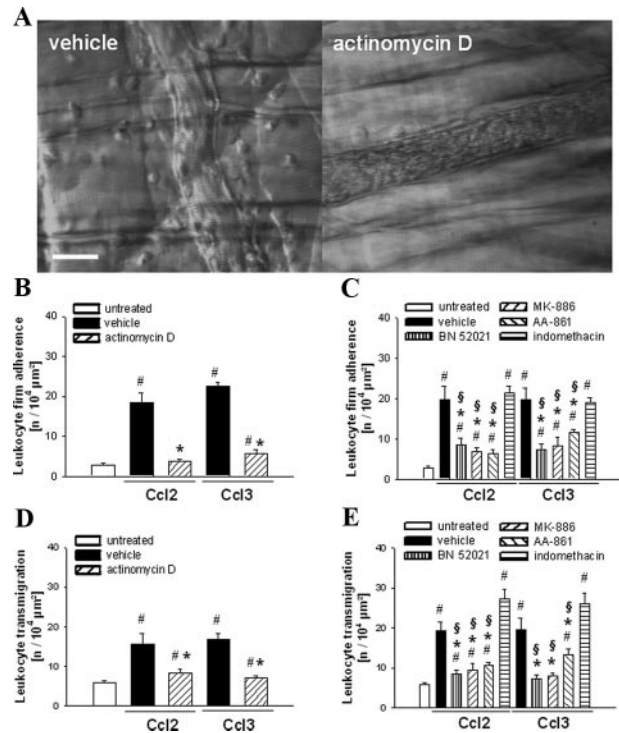 A
vehicle
actinomycin D
B
untreated
vehicle
actinomycin D
Leukocyte firm adherence
[n / 10⁴ µm²]
40
30
20
10
0
#
*
#
# *
Ccl2
Ccl3
C
untreated
vehicle
BN 52021
MK-886
AA-861
indomethacin
Leukocyte firm adherence
[n / 10⁴ µm²]
40
30
20
10
0
#
§ * #
§ * #
§ * #
#
#
§ * #
§ * #
§ * #
#
Ccl2
Ccl3
D
untreated
vehicle
actinomycin D
Leukocyte transmigration
[n / 10⁴ µm²]
40
30
20
10
0
#
# *
#
# *
Ccl2
Ccl3
E
untreated
vehicle
BN 52021
MK-886
AA-861
indomethacin
Leukocyte transmigration
[n / 10⁴ µm²]
40
30
20
10
0
#
§ * #
§ * #
§ * #
#
#
§ *
§ *
§ * #
#
Ccl2
Ccl3